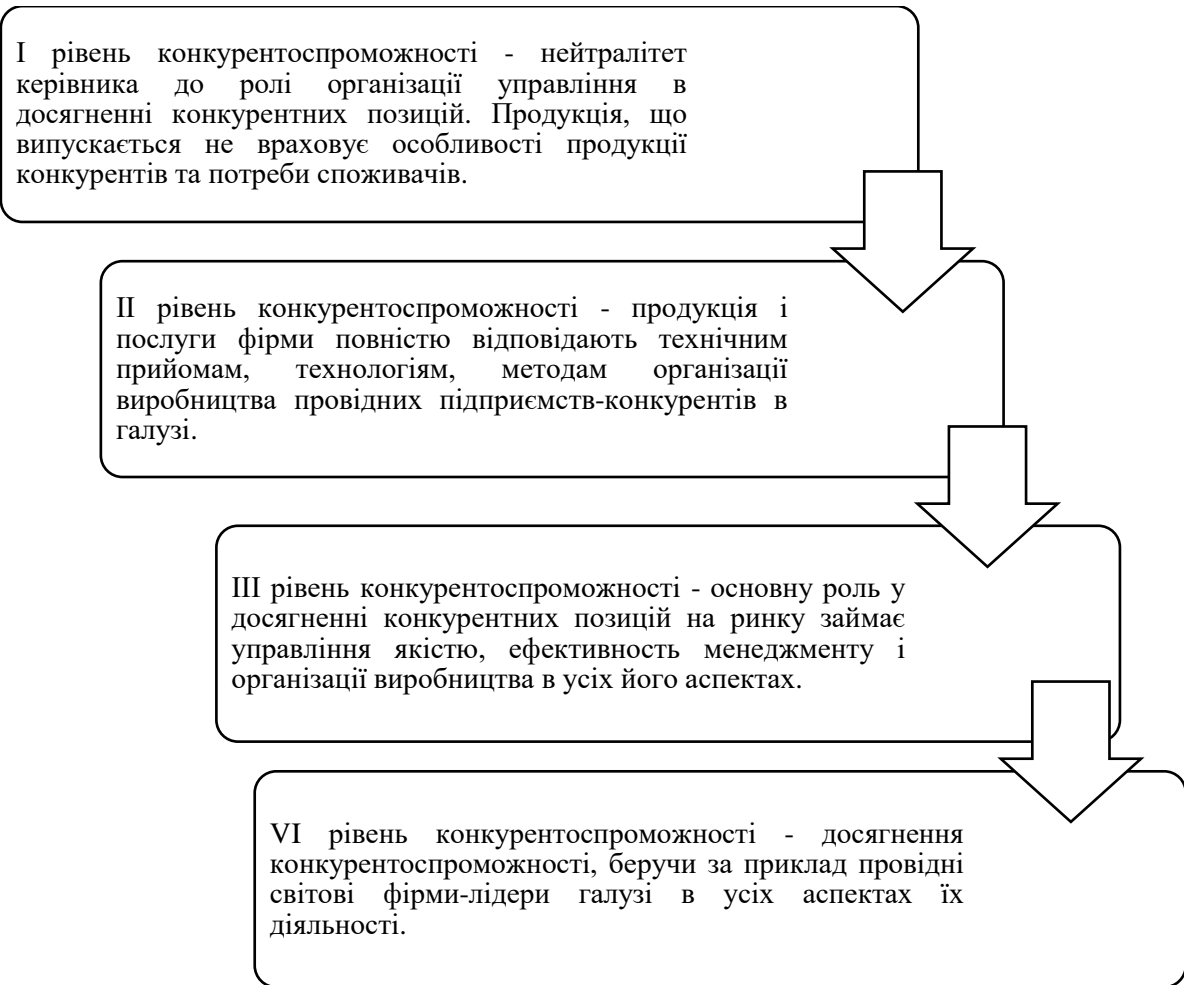 І рівень конкурентоспроможності - нейтралітет
керівника до ролі організації управління в
досягненні конкурентних позицій. Продукція, що
випускається не враховує особливості продукції
конкурентів та потреби споживачів.
ІІ рівень конкурентоспроможності - продукція і
послуги фірми повністю відповідають технічним
прийомам, технологіям, методам організації
виробництва провідних підприємств-конкурентів в
галузі.
ІІІ рівень конкурентоспроможності - основну роль у
досягненні конкурентних позицій на ринку займає
управління якістю, ефективность менеджменту і
організації виробництва в усіх його аспектах.
VI рівень конкурентоспроможності - досягнення
конкурентоспроможності, беручи за приклад провідні
світові фірми-лідери галузі в усіх аспектах їх
діяльності.